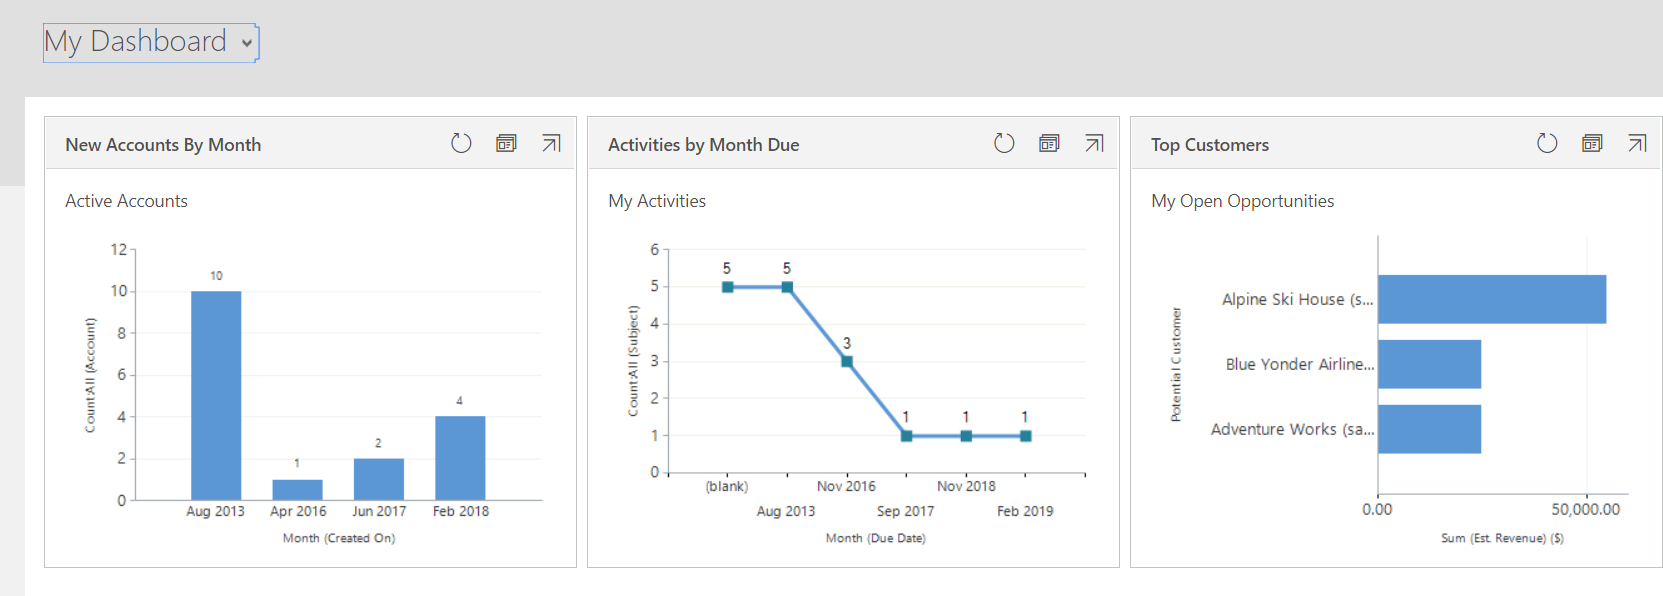 My Dashboard
New Accounts By Month
Active Accounts
CountAll (Account)
12
10
8
6
4
2
0
10
1
2
4
Aug 2013
Apr 2016
Jun 2017
Feb 2018
Month (Created On)
Activities by Month Due
My Activities
CountAll (Subject)
6
5
4
3
2
1
0
5
5
3
1
1
1
(blank)
Aug 2013
Nov 2016
Sep 2017
Nov 2018
Feb 2019
Month (Due Date)
Top Customers
My Open Opportunities
Potential Customer
Alpine Ski House (s...
Blue Yonder Airline...
Adventure Works (sa...
0.00
50,000.00
Sum (Est. Revenue) ($)